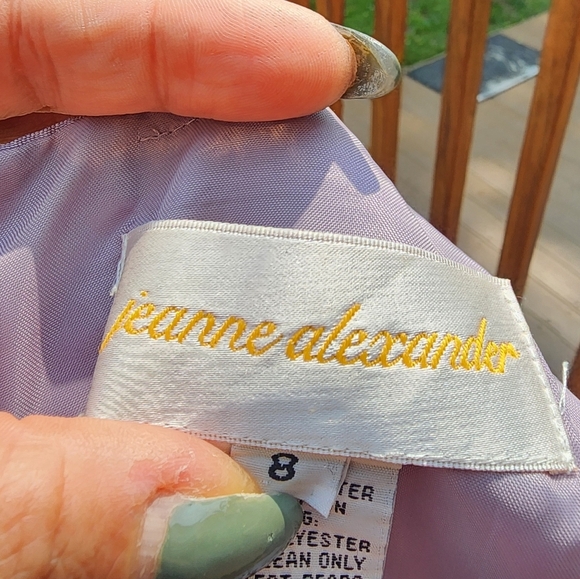 jeanne alexander
8
TER
N
G:
YESTER
EAN ONLY